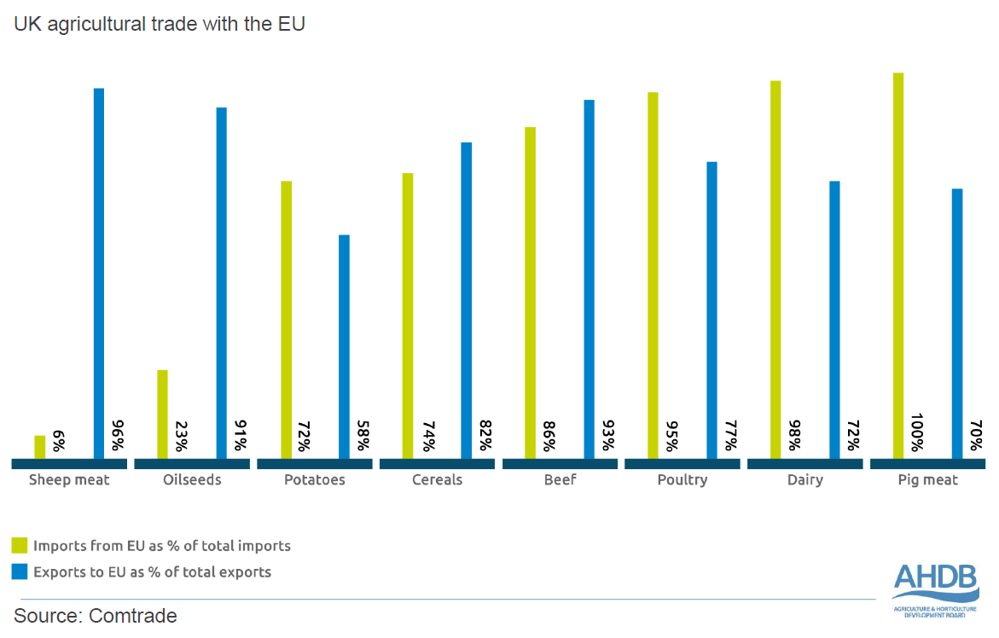 UK agricultural trade with the EU
6%
96%
23%
91%
72%
58%
74%
82%
86%
93%
95%
77%
98%
72%
100%
70%
Sheep meat
Oilseeds
Potatoes
Cereals
Beef
Poultry
Dairy
Pig meat
Imports from EU as % of total imports
Exports to EU as % of total exports
AHDB
AGRICULTURE & HORTICULTURE
DEVELOPMENT BOARD
Source: Comtrade